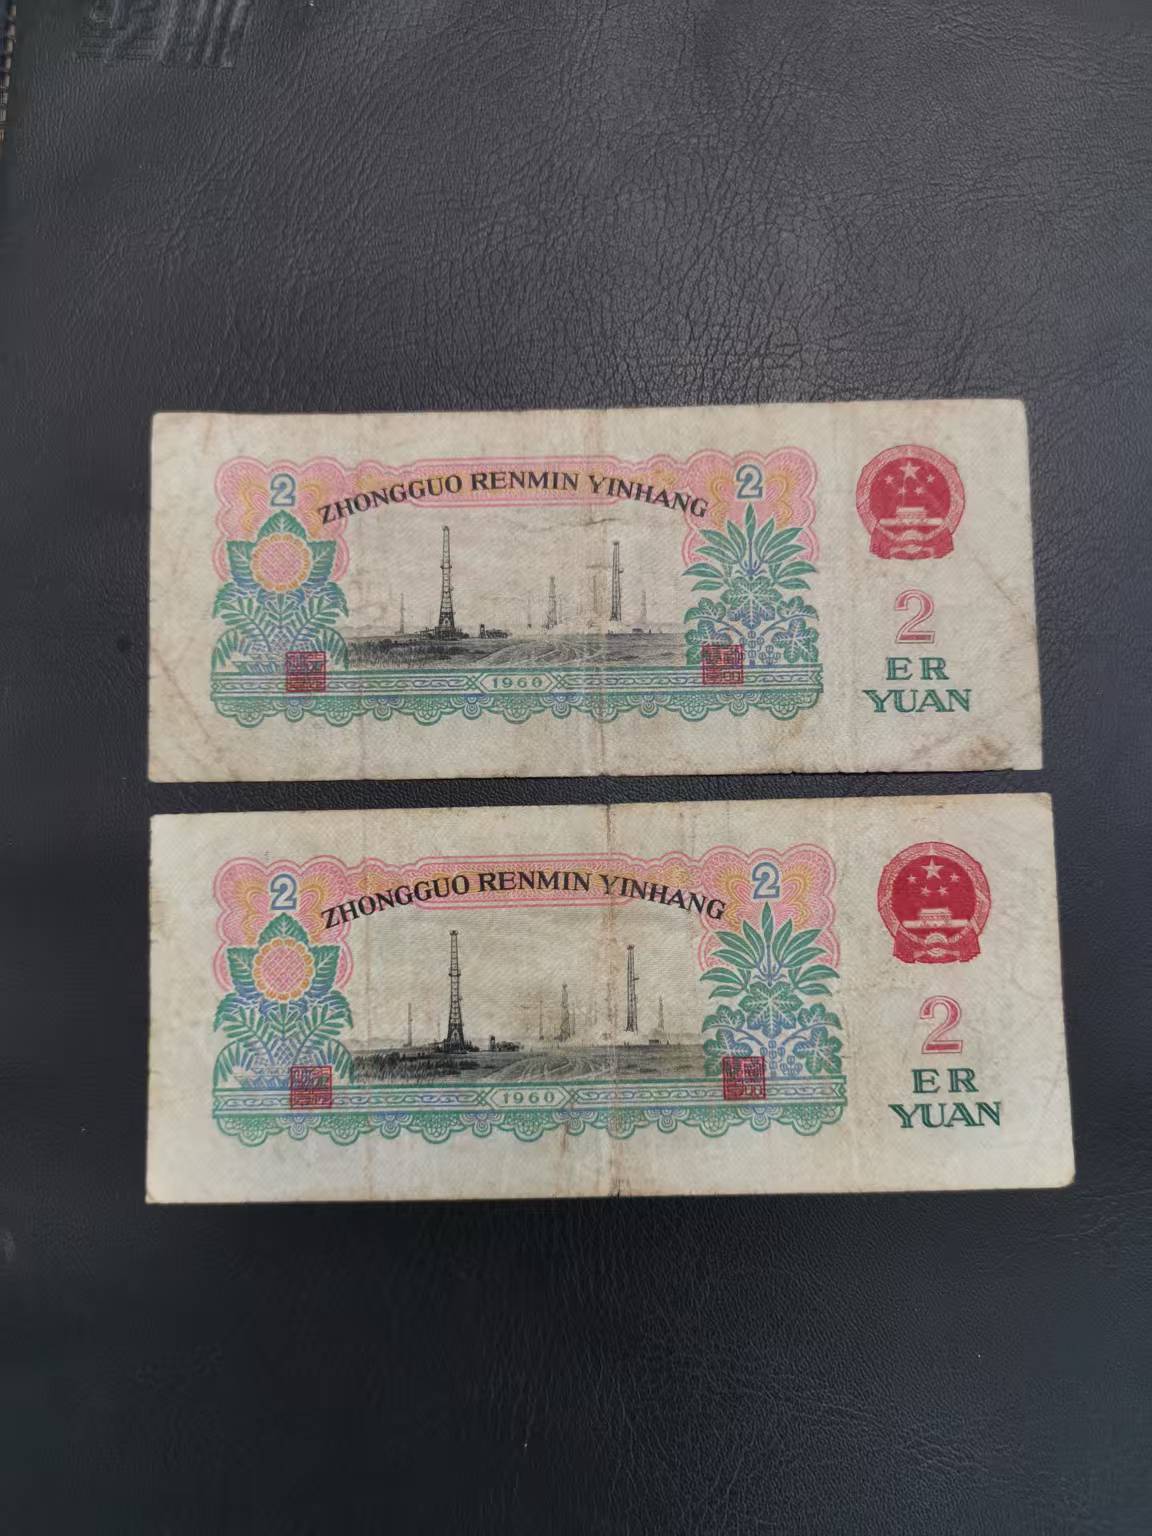 2 ZHONGGUO RENMIN YINHANG 2
1960
2
ER
YUAN
2 ZHONGGUO RENMIN YINHANG 2
1960
2
ER
YUAN